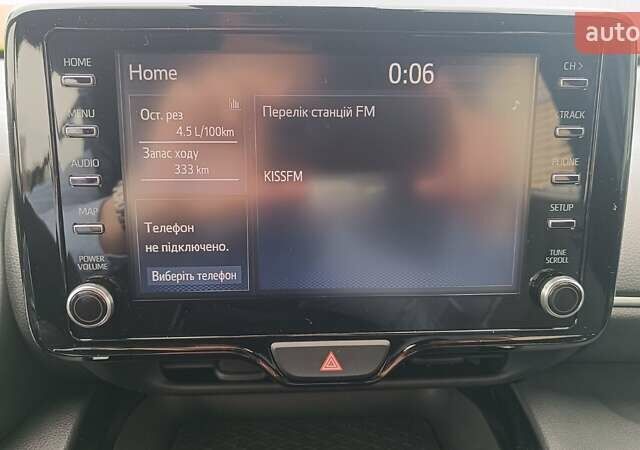 auto
HOME
MENU
AUDIO
MAP
POWER
VOLUME
Home
0:06
Ост. рез
4.5 L/100km
Запас ходу
333 km
Телефон
не підключено.
Виберіть телефон
Перелік станцій FM
KISSFM
CH >
TRACK
PHONE
SETUP
TUNE
SCROLL